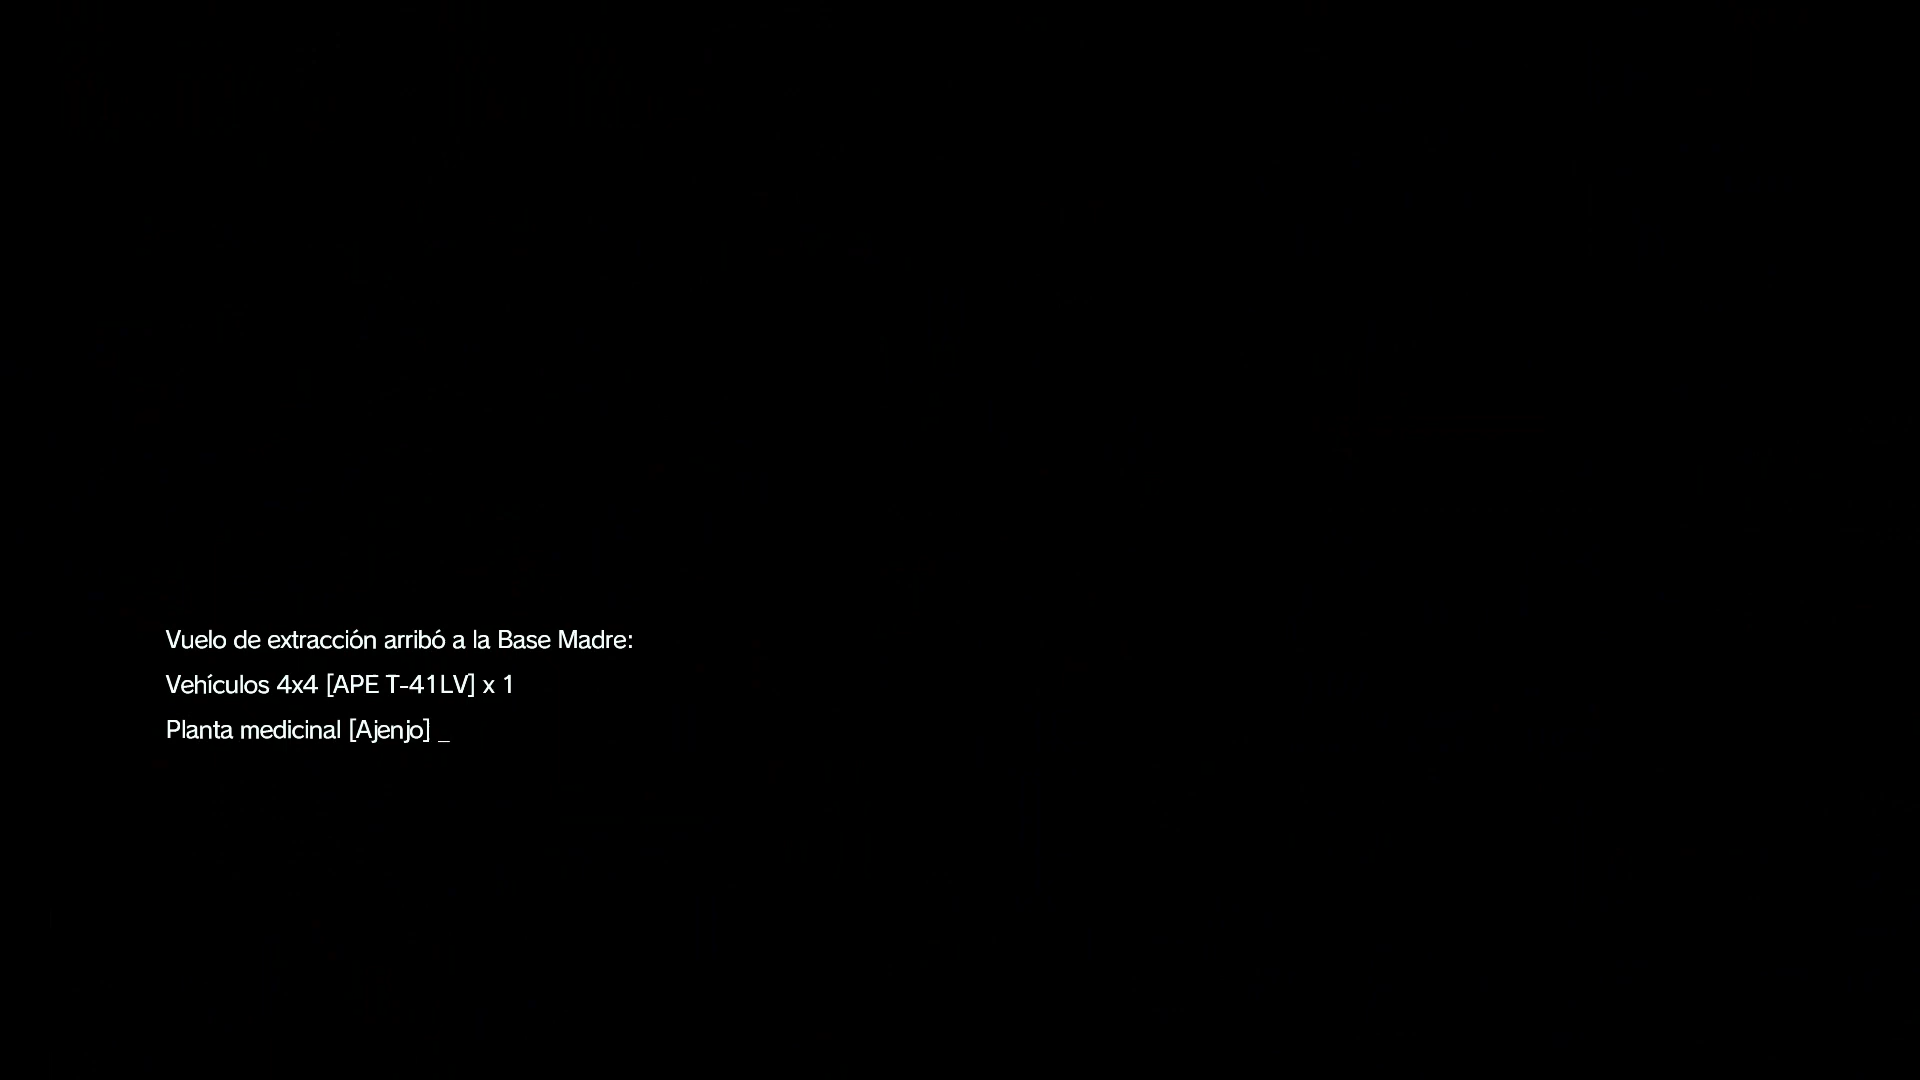 Vuelo de extracción arribó a la Base Madre:
Vehículos 4x4 [APE T-41LV] x 1
Planta medicinal [Ajenjo] _